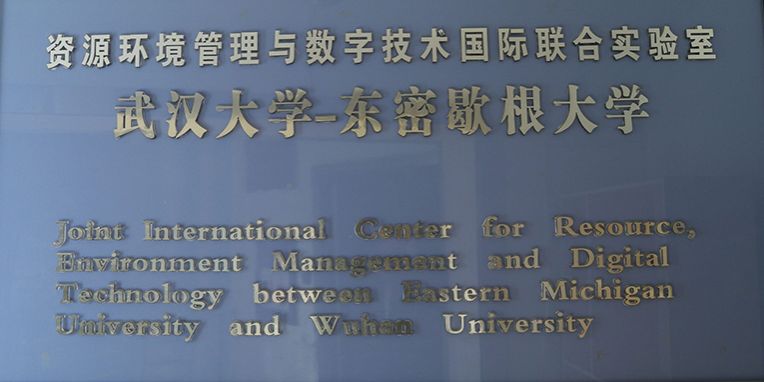 资源环境管理与数字技术国际联合实验室
武汉大学-东密歇根大学
Joint International Center for Resource,
Environment Management and Digital
Technology between Eastern Michigan
University and Wuhan University